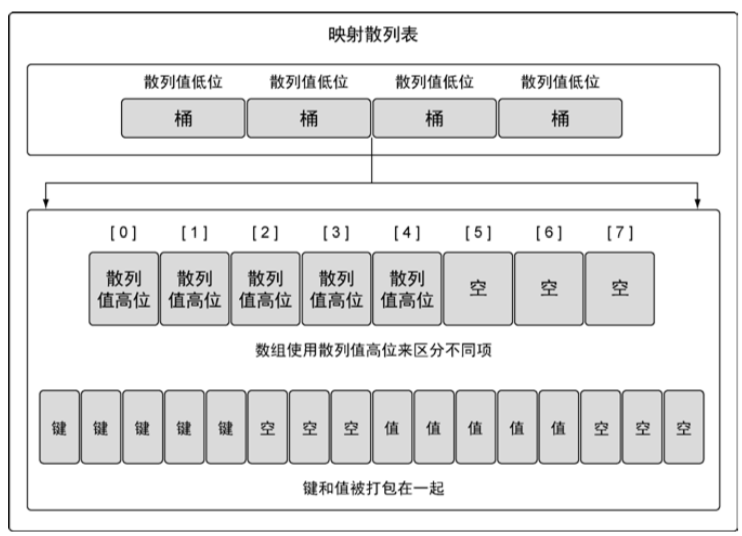 映射散列表
散列值低位 散列值低位 散列值低位 散列值低位
桶 桶 桶 桶
[0] [1] [2] [3] [4] [5] [6] [7]
散列 散列 散列 散列 散列
值高位 值高位 值高位 值高位 值高位 空 空 空
数组使用散列值高位来区分不同项
键 键 键 键 键 空 空 空 值 值 值 值 值 空 空 空
键和值被打包在一起